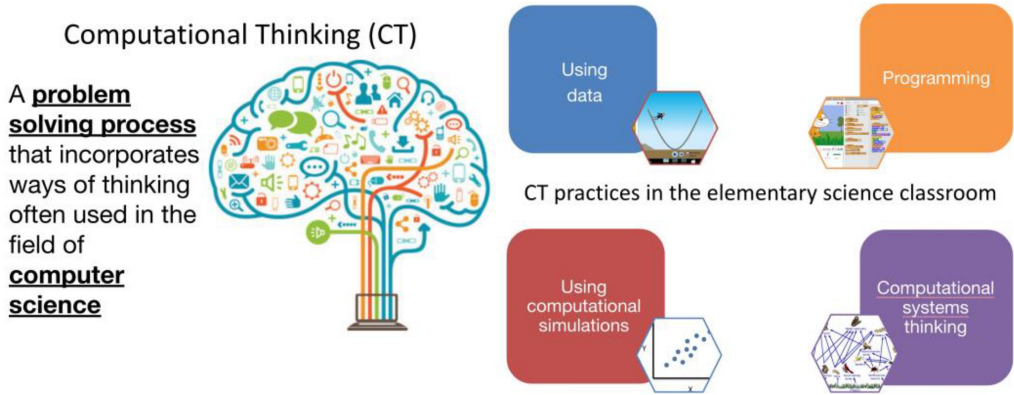 Computational Thinking (CT)
A problem
solving process
that incorporates
ways of thinking
often used in the
field of
computer
science
Using
data
Programming
CT practices in the elementary science classroom
Using
computational
simulations
Y
X
Computational
systems
thinking